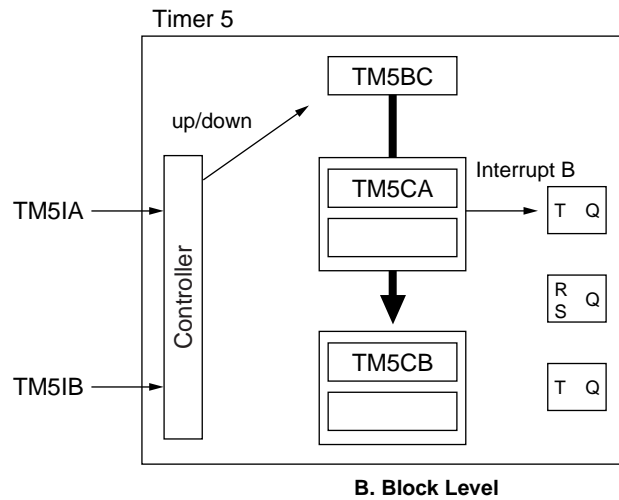 Timer 5
TM5BC
up/down
Interrupt B
TM5CA
TM5IA
T Q
Controller
R Q
S
TM5CB
TM5IB
T Q
B. Block Level